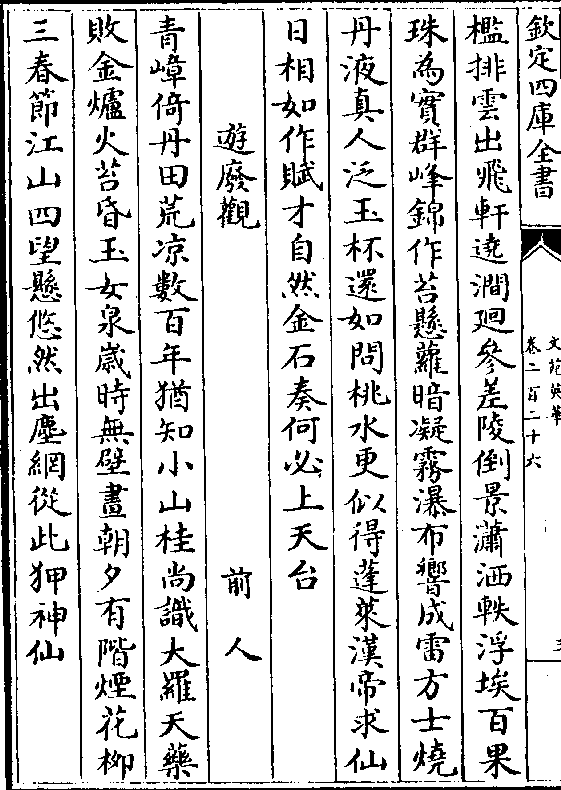 欽定四庫全書
文苑英華
卷二百二十六
檻排雲出飛軒遶澗廻參差陵倒景瀟洒軼浮埃百果
珠為實群峰錦作苔懸蘿暗凝霧瀑布響成雷方士燒
丹液真人泛玉杯還如問桃水更似得蓬萊漢帝求仙
日相如作賦才自然金石奏何必上天台
遊廢觀
前人
青嶂倚丹田荒凉數百年猶知小山桂尚識大羅天藥
敗金爐火苔昏玉女泉歲時無壁畫朝夕有階煙花柳
三春節江山四望懸悠然出塵網從此狎神仙